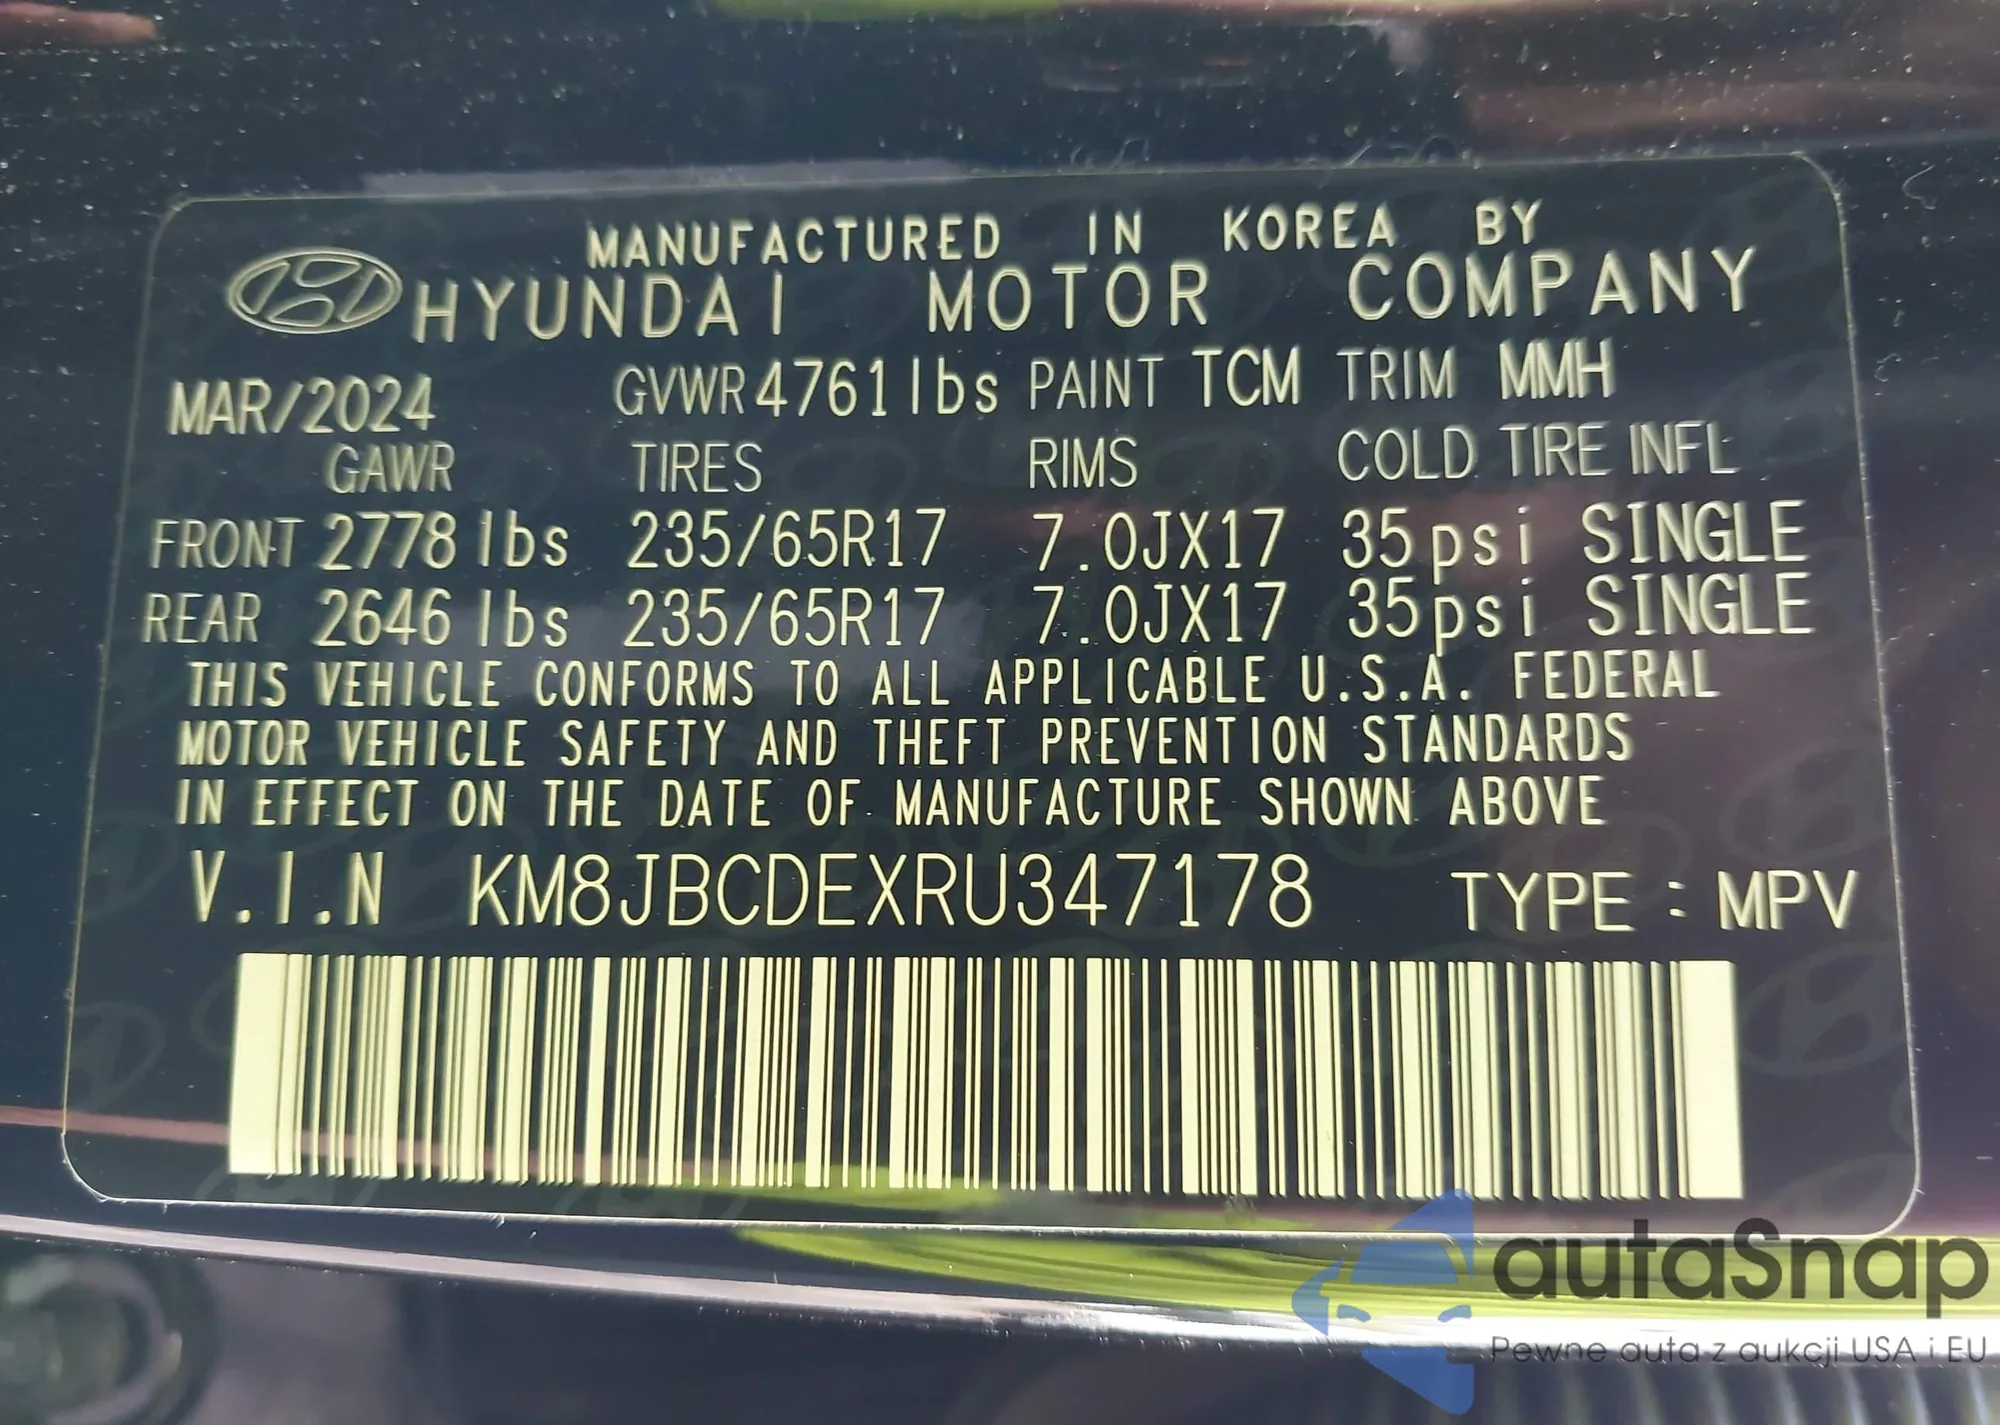 MANUFACTURED IN KOREA BY
HYUNDAI MOTOR COMPANY
MAR/2024 GVWR 4761 lbs PAINT TCM TRIM MMH
GAWR TIRES RIMS COLD TIRE INFL
FRONT 2778 lbs 235/65R17 7.0JX17 35psi SINGLE
REAR 2646 lbs 235/65R17 7.0JX17 35psi SINGLE
THIS VEHICLE CONFORMS TO ALL APPLICABLE U.S.A. FEDERAL
MOTOR VEHICLE SAFETY AND THEFT PREVENTION STANDARDS
IN EFFECT ON THE DATE OF MANUFACTURE SHOWN ABOVE
V.I.N KM8JBCDEXRU347178 TYPE : MPV
autaSnap
Pewne auta z aukcji USA i EU